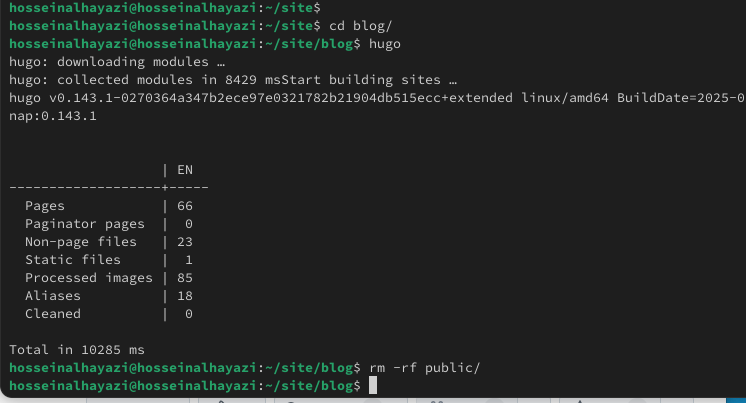 hosseinalhayazi@hosseinalhayazi:~/site$
hosseinalhayazi@hosseinalhayazi:~/site$ cd blog/
hosseinalhayazi@hosseinalhayazi:~/site/blog$ hugo
hugo: downloading modules …
hugo: collected modules in 8429 msStart building sites …
hugo v0.143.1-0270364a347b2ece97e0321782b21904db515ecc+extended linux/amd64 BuildDate=2025-0
nap:0.143.1
| EN
-------------------+-----
Pages | 66
Paginator pages | 0
Non-page files | 23
Static files | 1
Processed images | 85
Aliases | 18
Cleaned | 0
Total in 10285 ms
hosseinalhayazi@hosseinalhayazi:~/site/blog$ rm -rf public/
hosseinalhayazi@hosseinalhayazi:~/site/blog$